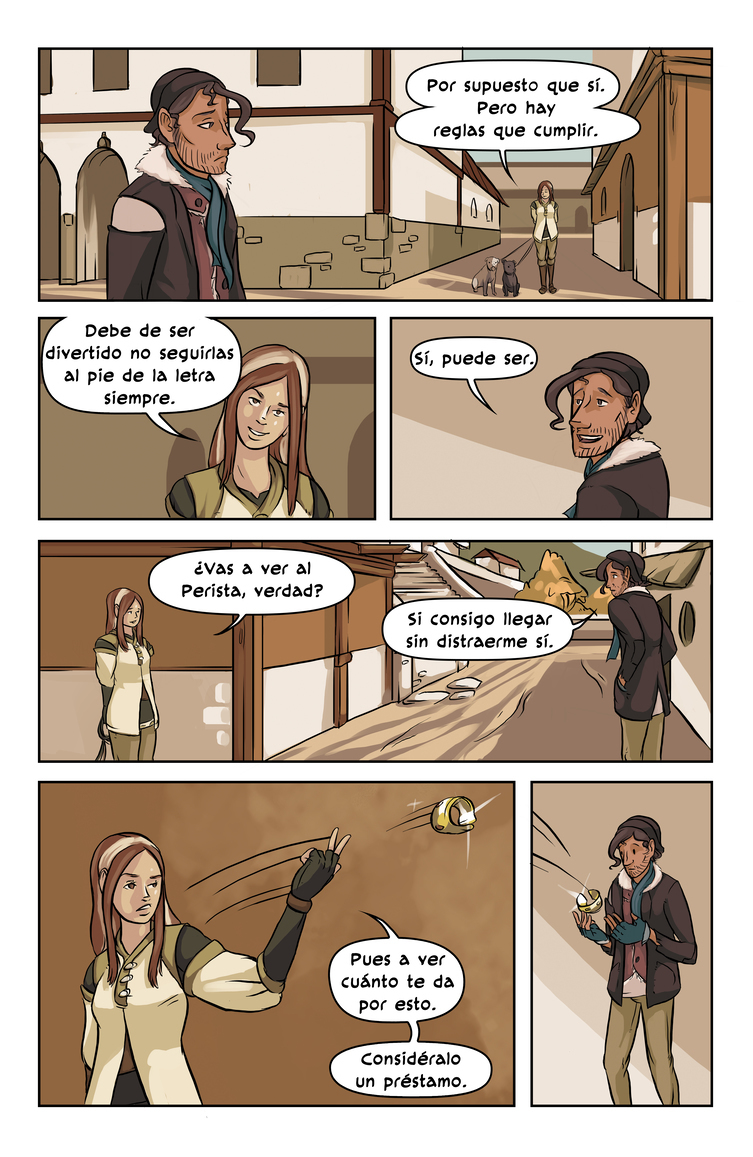 Por supuesto que sí.
Pero hay
reglas que cumplir.
Debe de ser
divertido no seguirlas
al pie de la letra
siempre.
Sí, puede ser.
¿Vas a ver al
Perista, verdad?
Si consigo llegar
sin distraerme sí.
Pues a ver
cuánto te da
por esto.
Considéralo
un préstamo.